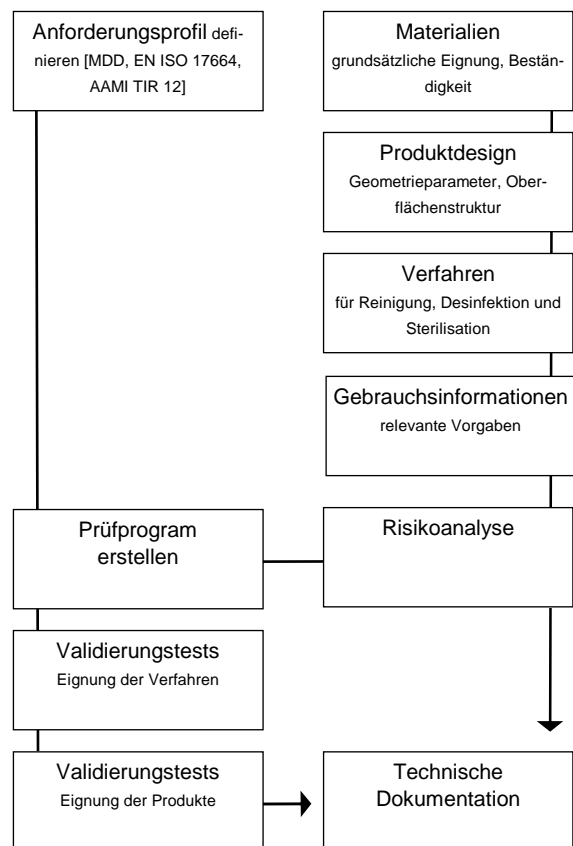 Anforderungsprofil defi-
nieren [MDD, EN ISO 17664,
AAMI TIR 12]
Materialien
grundsätzliche Eignung, Bestän-
digkeit
Produktdesign
Geometrieparameter, Ober-
flächenstruktur
Verfahren
für Reinigung, Desinfektion und
Sterilisation
Gebrauchsinformationen
relevante Vorgaben
Prüfprogram
erstellen
Risikoanalyse
Validierungstests
Eignung der Verfahren
Validierungstests
Eignung der Produkte
Technische
Dokumentation